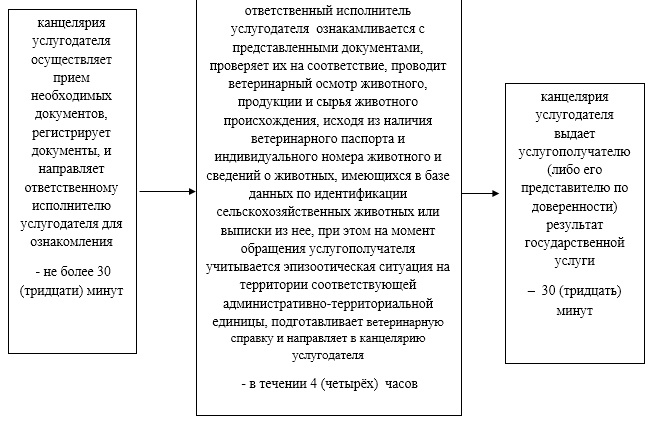 канцелярия
услугодателя
осуществляет
прием
необходимых
документов,
регистрирует
документы, и
направляет
ответственному
исполнителю
услугодателя для
ознакомления
- не более 30
(тридцати) минут
ответственный исполнитель
услугодателя ознакамливается с
представленными документами,
проверяет их на соответствие, проводит
ветеринарный осмотр животного,
продукции и сырья животного
происхождения, исходя из наличия
ветеринарного паспорта и
индивидуального номера животного и
сведений о животных, имеющихся в базе
данных по идентификации
сельскохозяйственных животных или
выписки из нее, при этом на момент
обращения услугополучателя
учитывается эпизоотическая ситуация на
территории соответствующей
административно-территориальной
единицы, подготавливает ветеринарную
справку и направляет в канцелярию
услугодателя
- в течении 4 (четырёх) часов
канцелярия
услугодателя
выдает
услугополучателю
(либо его
представителю по
доверенности)
результат
государственной
услуги
– 30 (тридцать)
минут